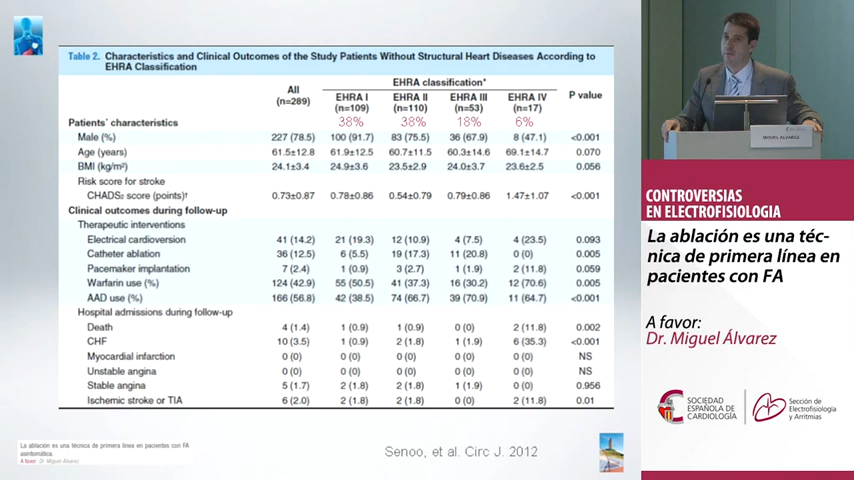 Table 2. Characteristics and Clinical Outcomes of the Study Patients Without Structural Heart Diseases According to
EHRA Classification
All
(n=289)
EHRA classification*
P value
EHRA I
(n=109)
EHRA II
(n=110)
EHRA III
(n=53)
EHRA IV
(n=17)
38% 38% 18% 6%
Patients' characteristics
Male (%) 227 (78.5) 100 (91.7) 83 (75.5) 36 (67.9) 8 (47.1) <0.001
Age (years) 61.5±12.8 61.9±12.5 60.7±11.5 60.3±14.6 69.1±14.7 0.070
BMI (kg/m²) 24.1±3.4 24.9±3.6 23.5±2.9 24.0±3.7 23.6±2.5 0.056
Risk score for stroke
CHADS₂ score (points)† 0.73±0.87 0.78±0.86 0.54±0.79 0.79±0.86 1.47±1.07 <0.001
Clinical outcomes during follow-up
Therapeutic interventions
Electrical cardioversion 41 (14.2) 21 (19.3) 12 (10.9) 4 (7.5) 4 (23.5) 0.093
Catheter ablation 36 (12.5) 6 (5.5) 19 (17.3) 11 (20.8) 0 (0) 0.005
Pacemaker implantation 7 (2.4) 1 (0.9) 3 (2.7) 1 (1.9) 2 (11.8) 0.059
Warfarin use (%) 124 (42.9) 55 (50.5) 41 (37.3) 16 (30.2) 12 (70.6) 0.005
AAD use (%) 166 (56.8) 42 (38.5) 74 (66.7) 39 (70.9) 11 (64.7) <0.001
Hospital admissions during follow-up
Death 4 (1.4) 1 (0.9) 1 (0.9) 0 (0) 2 (11.8) 0.002
CHF 10 (3.5) 1 (0.9) 2 (1.8) 1 (1.9) 6 (35.3) <0.001
Myocardial infarction 0 (0) 0 (0) 0 (0) 0 (0) 0 (0) NS
Unstable angina 0 (0) 0 (0) 0 (0) 0 (0) 0 (0) NS
Stable angina 5 (1.7) 2 (1.8) 2 (1.8) 1 (1.9) 0 (0) 0.956
Ischemic stroke or TIA 6 (2.0) 2 (1.8) 2 (1.8) 0 (0) 2 (11.8) 0.01
La ablación es una técnica de primera línea en pacientes con FA
asintomática.
A favor: Dr. Miguel Álvarez
Senoo, et al. Circ J. 2012
MIGUEL ALVAREZ
CONTROVERSIAS
EN ELECTROFISIOLOGIA
La ablación es una téc-
nica de primera línea en
pacientes con FA
A favor:
Dr. Miguel Álvarez
SOCIEDAD
ESPAÑOLA DE
CARDIOLOGÍA
Sección de
Electrofisiología
y Arritmias